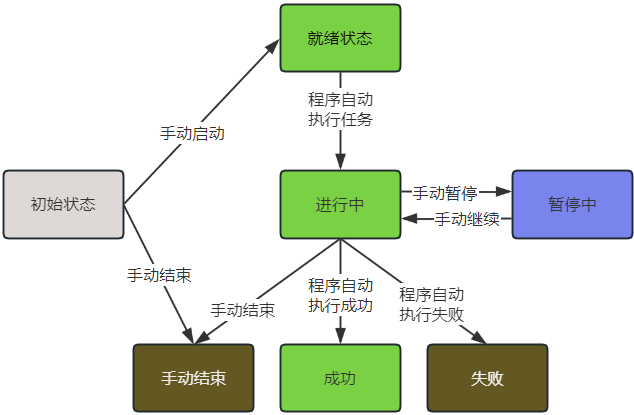 就绪状态
程序自动
执行任务
手动启动
初始状态
进行中
手动暂停
手动继续
暂停中
手动结束
手动结束
程序自动
执行成功
程序自动
执行失败
手动结束
成功
失败